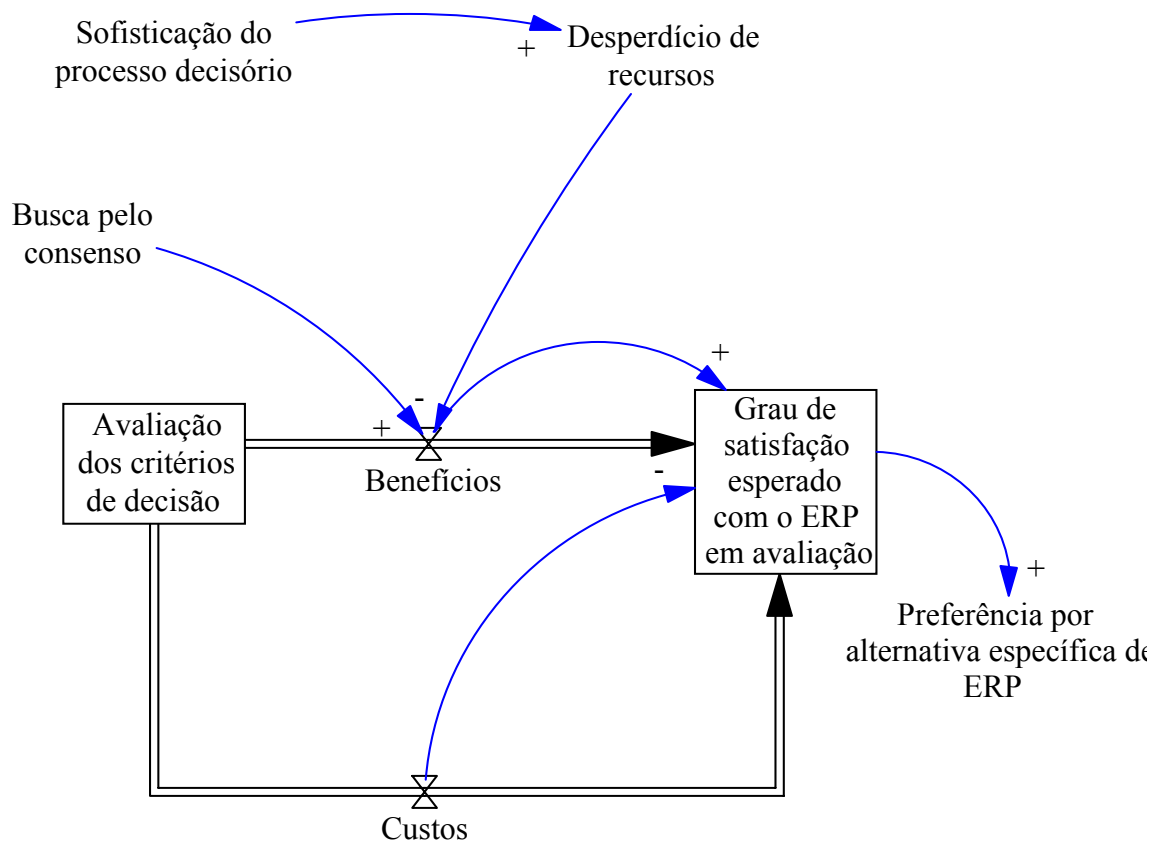 Sofisticação do
processo decisório
+
Desperdício de
recursos
Busca pelo
consenso
+
-
+
Avaliação
dos critérios
de decisão
Benefícios
-
Grau de
satisfação
esperado
com o ERP
em avaliação
+
Preferência por
alternativa específica de
ERP
Custos